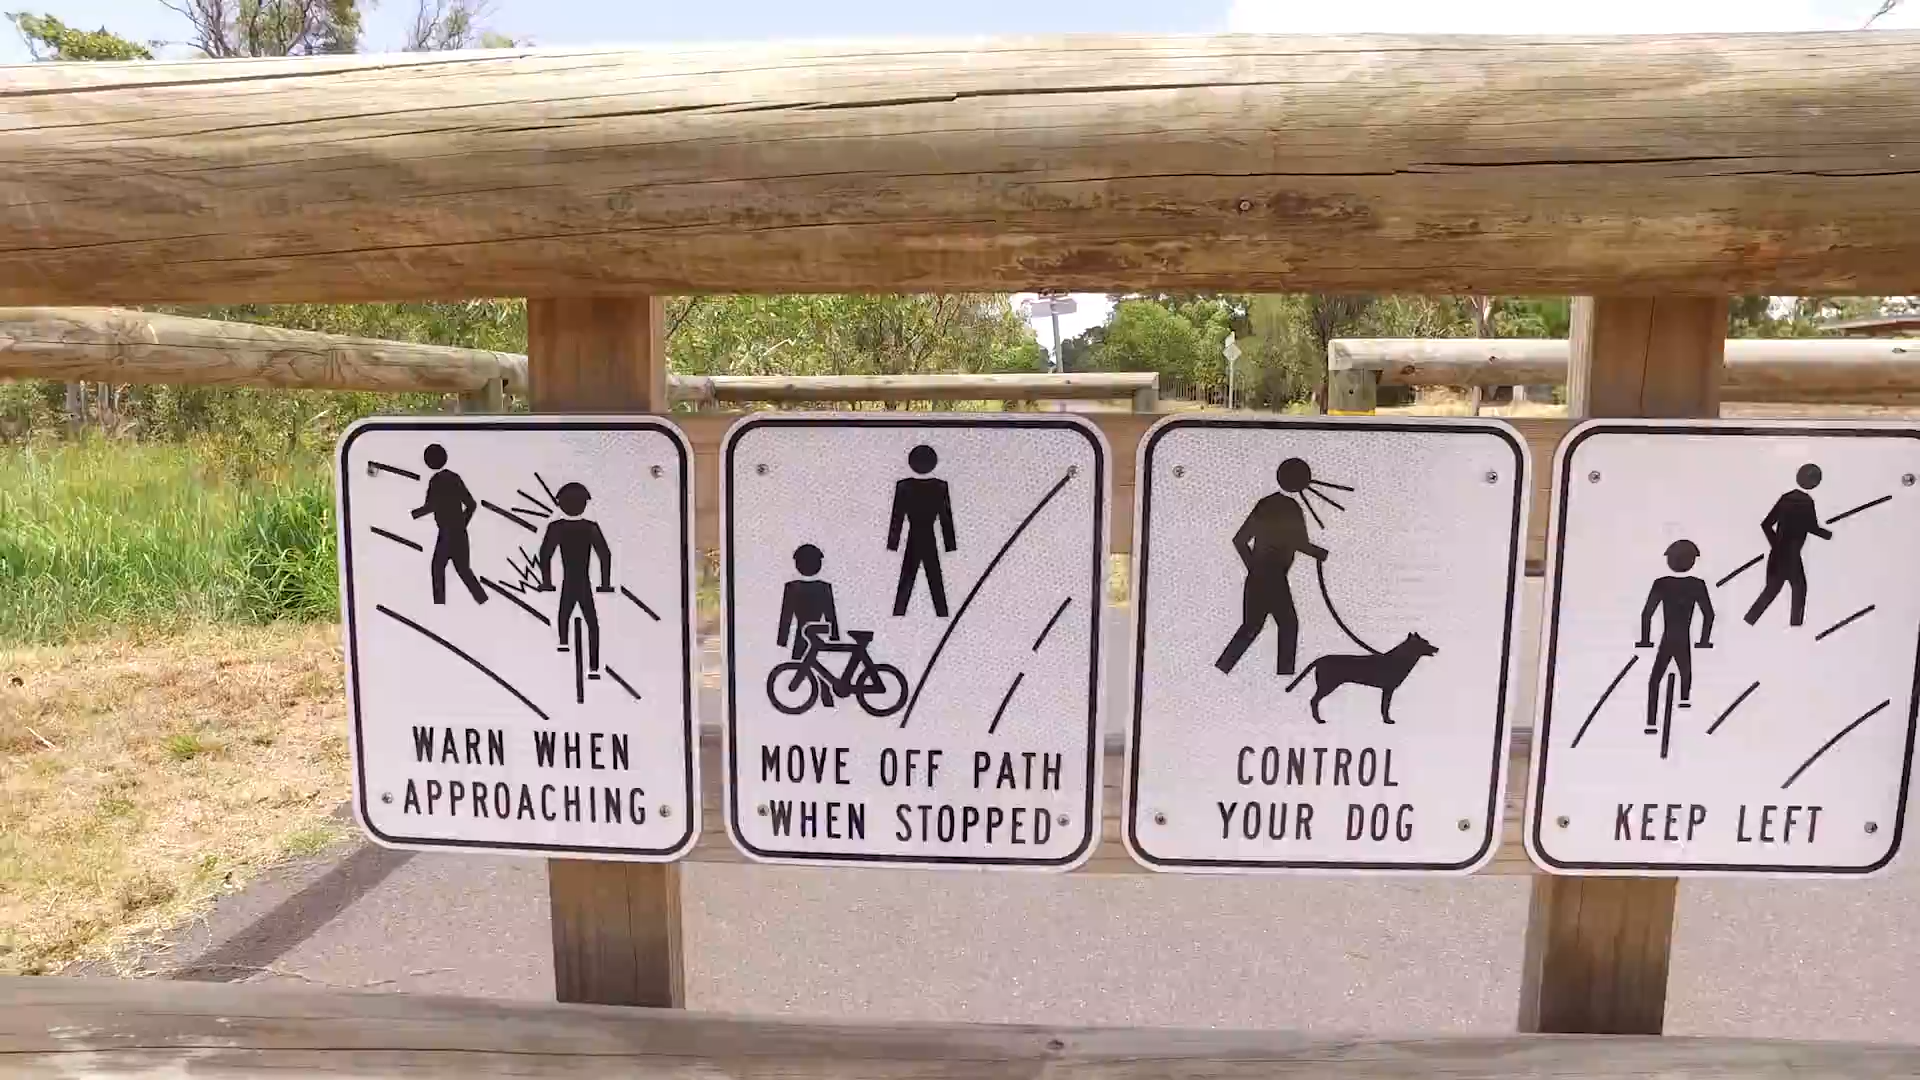 WARN WHEN
APPROACHING
MOVE OFF PATH
WHEN STOPPED
CONTROL
YOUR DOG
KEEP LEFT